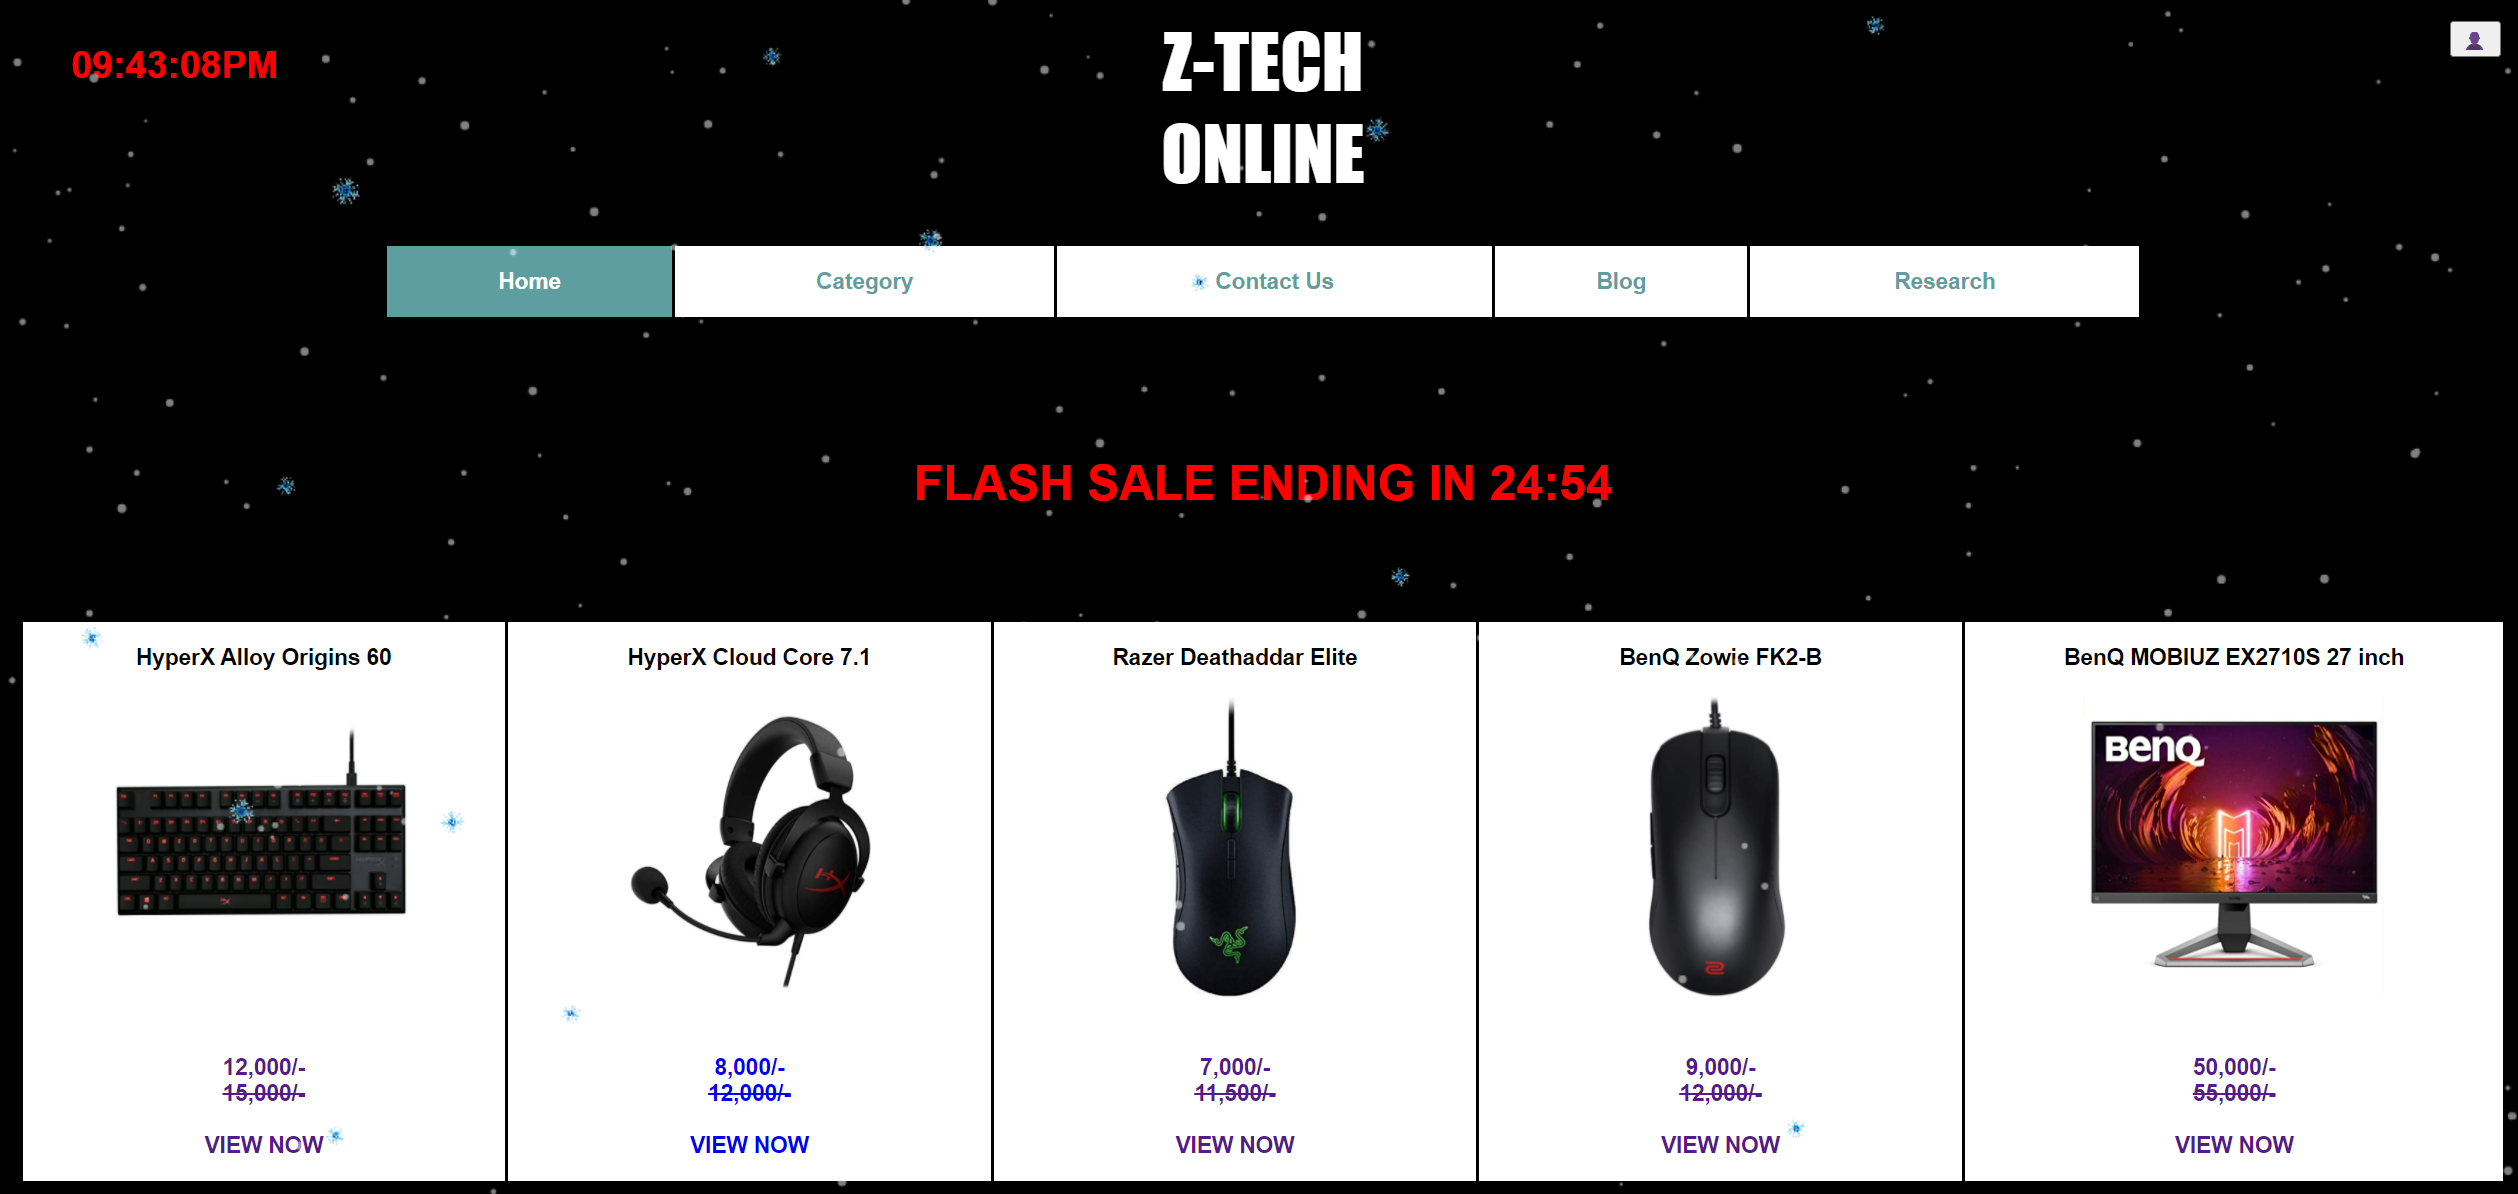 09:43:08PM
Z-TECH
ONLINE
Home
Category
Contact Us
Blog
Research
FLASH SALE ENDING IN 24:54
HyperX Alloy Origins 60
HyperX Cloud Core 7.1
Razer Deathaddar Elite
BenQ Zowie FK2-B
BenQ MOBIUZ EX2710S 27 inch
BenQ
12,000/-
15,000/-
VIEW NOW
8,000/-
12,000/-
VIEW NOW
7,000/-
11,500/-
VIEW NOW
9,000/-
12,000/-
VIEW NOW
50,000/-
55,000/-
VIEW NOW